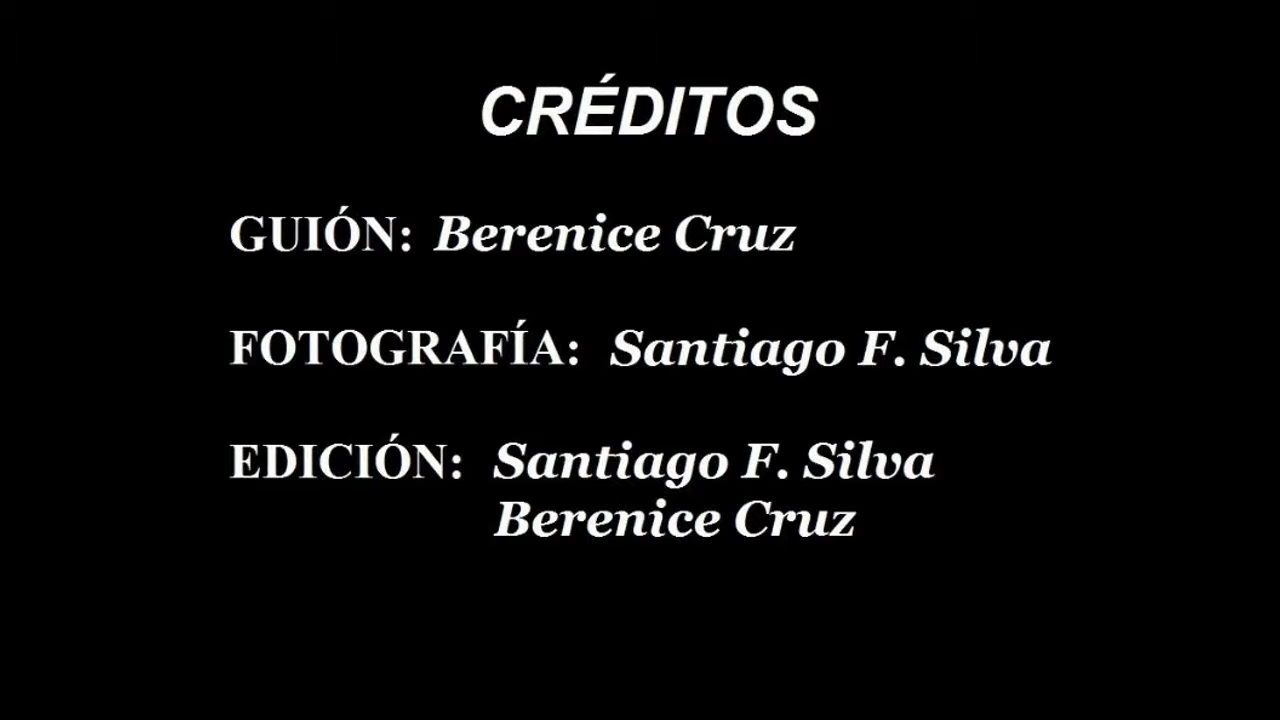 CRÉDITOS
GUIÓN: Berenice Cruz
FOTOGRAFÍA: Santiago F. Silva
EDICIÓN: Santiago F. Silva
Berenice Cruz